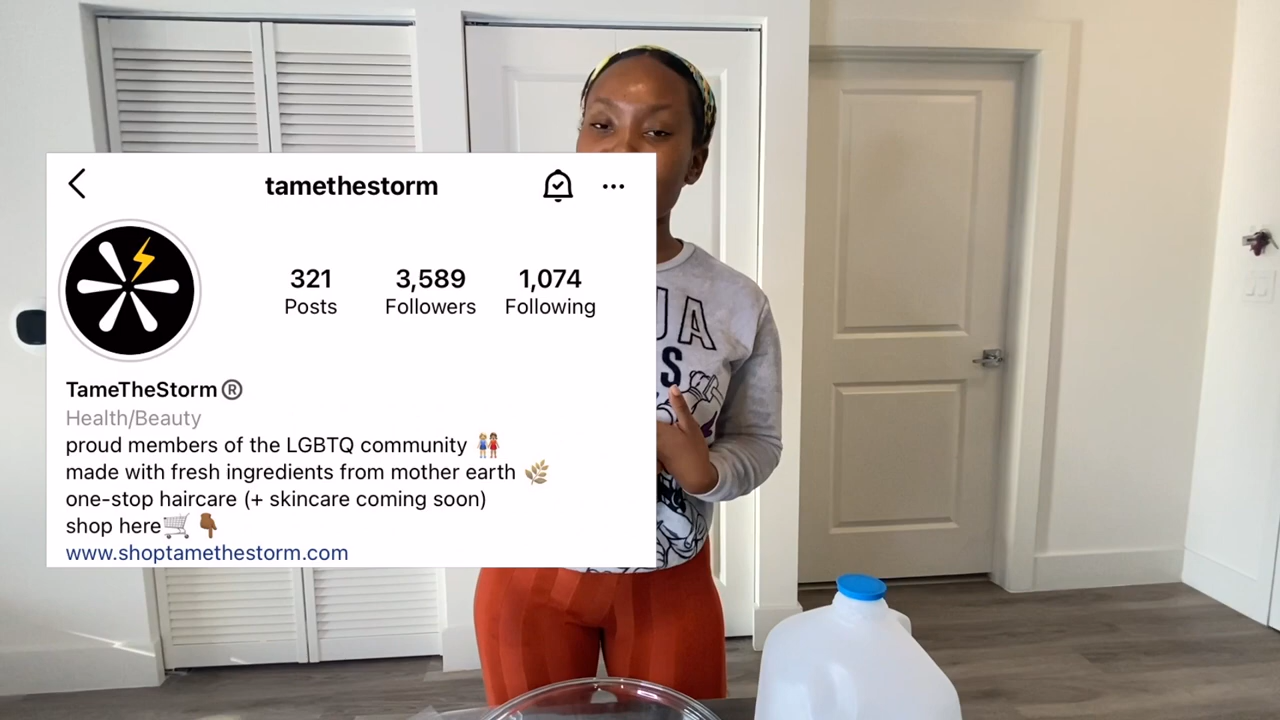 tamethestorm
321 3,589 1,074
Posts Followers Following
TameTheStorm®
Health/Beauty
proud members of the LGBTQ community 👭
made with fresh ingredients from mother earth 🌿
one-stop haircare (+ skincare coming soon)
shop here🛒 👇🏾
www.shoptamethestorm.com
UA
S